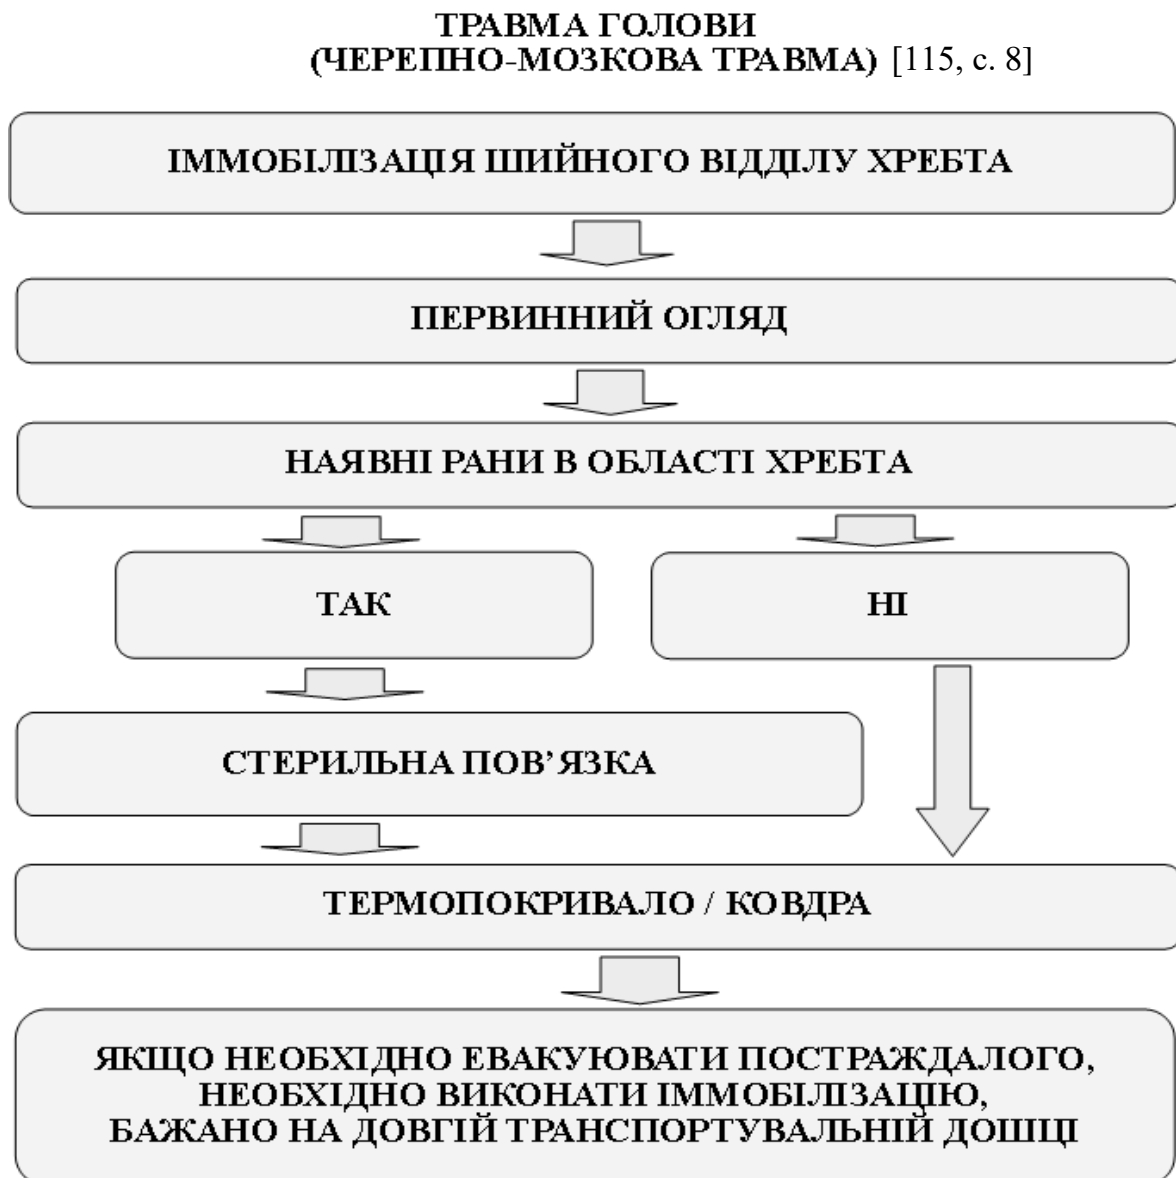 ТРАВМА ГОЛОВИ
(ЧЕРЕПНО-МОЗКОВА ТРАВМА) [115, с. 8]
ІММОБІЛІЗАЦІЯ ШИЙНОГО ВІДДІЛУ ХРЕБТА
ПЕРВИННИЙ ОГЛЯД
НАЯВНІ РАНИ В ОБЛАСТІ ХРЕБТА
ТАК
НІ
СТЕРИЛЬНА ПОВ’ЯЗКА
ТЕРМОПОКРИВАЛО / КОВДРА
ЯКЩО НЕОБХІДНО ЕВАКУЮВАТИ ПОСТРАЖДАЛОГО,
НЕОБХІДНО ВИКОНАТИ ІММОБІЛІЗАЦІЮ,
БАЖАНО НА ДОВГІЙ ТРАНСПОРТУВАЛЬНІЙ ДОШЦІ